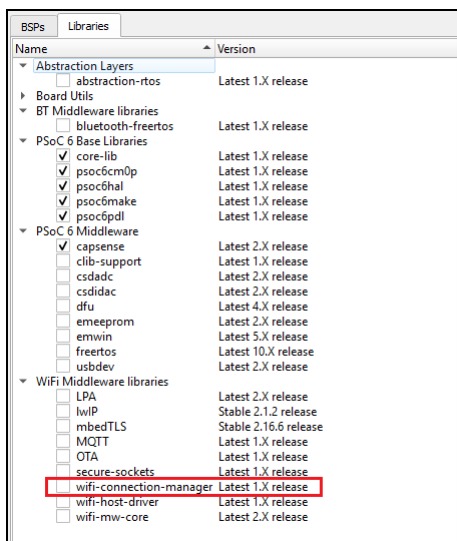 BSPs Libraries
Name Version
Abstraction Layers
abstraction-rtos Latest 1.X release
Board Utils
BT Middleware libraries
bluetooth-freertos Latest 1.X release
PSoC 6 Base Libraries
core-lib Latest 1.X release
psoc6cm0p Latest 1.X release
psoc6hal Latest 1.X release
psoc6make Latest 1.X release
psoc6pdl Latest 1.X release
PSoC 6 Middleware
capsense Latest 2.X release
clib-support Latest 1.X release
csdadc Latest 2.X release
csdidac Latest 2.X release
dfu Latest 4.X release
emeeprom Latest 2.X release
emwin Latest 5.X release
freertos Latest 10.X release
usbdev Latest 2.X release
WiFi Middleware libraries
LPA Latest 2.X release
lwIP Stable 2.1.2 release
mbedTLS Stable 2.16.6 release
MQTT Latest 1.X release
OTA Latest 1.X release
secure-sockets Latest 1.X release
wifi-connection-manager Latest 1.X release
wifi-host-driver Latest 1.X release
wifi-mw-core Latest 2.X release